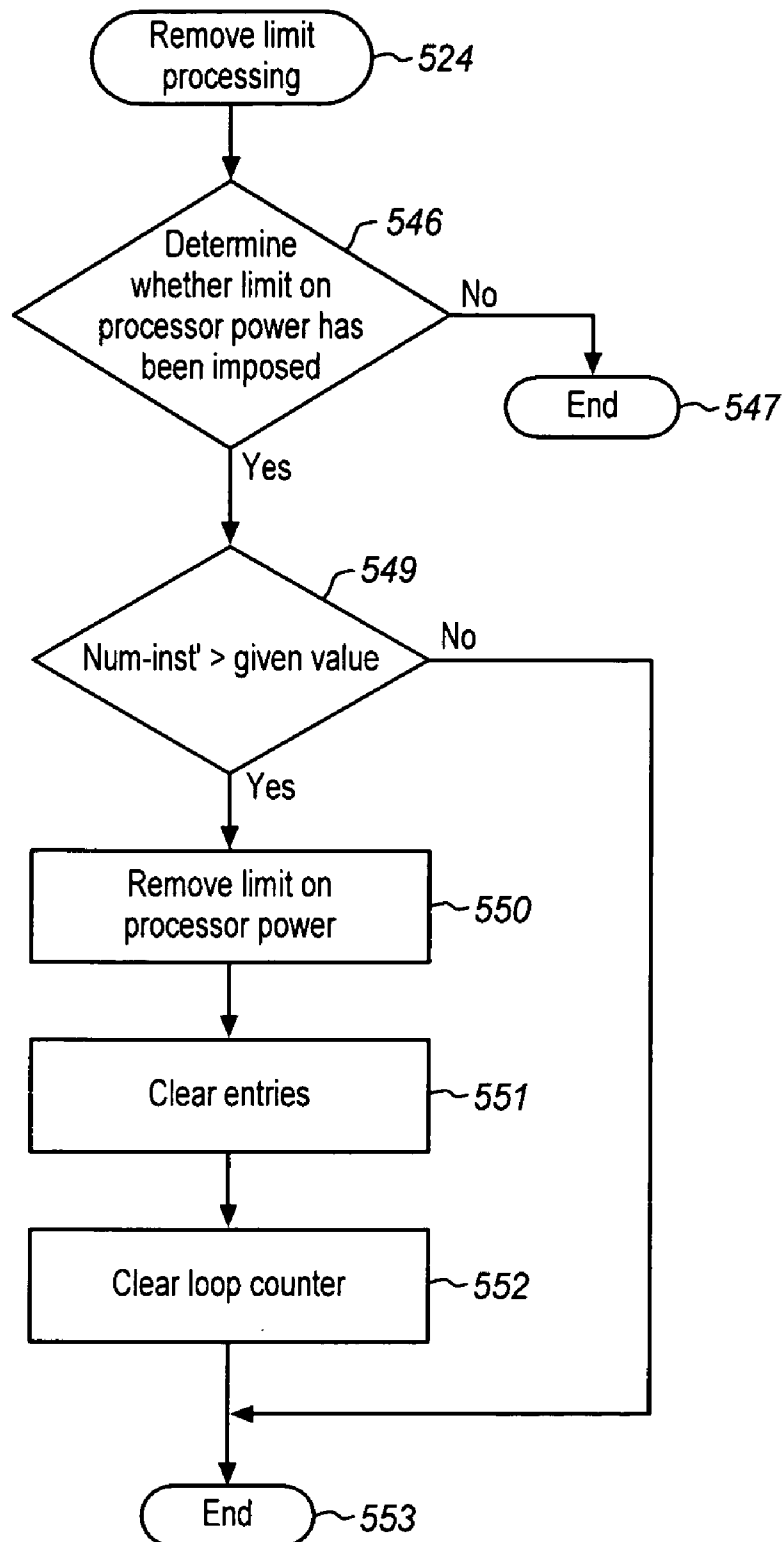 Remove limit
processing
524
546
Determine
whether limit on
processor power has
been imposed
No
End
547
Yes
549
Num-inst' > given value
No
Yes
Remove limit on
processor power
550
Clear entries
551
Clear loop counter
552
End
553